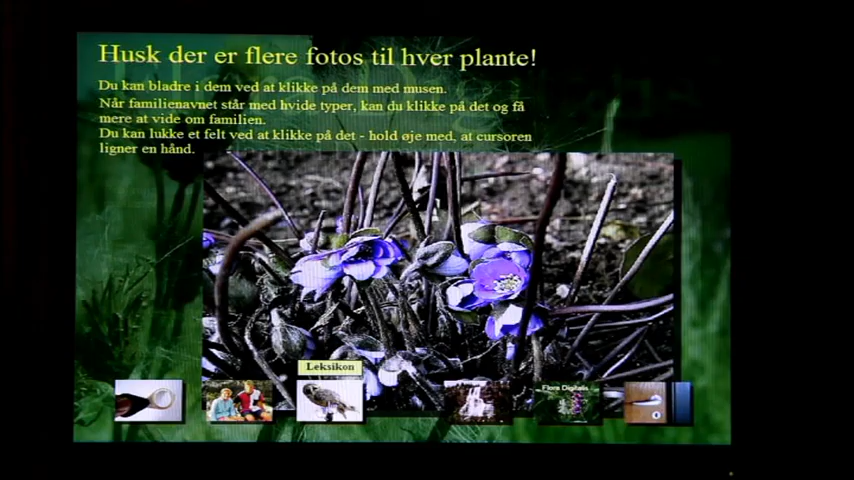 Husk der er flere fotos til hver plante!
Du kan bladre i dem ved at klikke på dem med musen.
Når familienavnet står med hvide typer, kan du klikke på det og få
mere at vide om familien.
Du kan lukke et felt ved at klikke på det - hold øje med, at cursoren
ligner en hånd.
Leksikon
Flora Digitalis